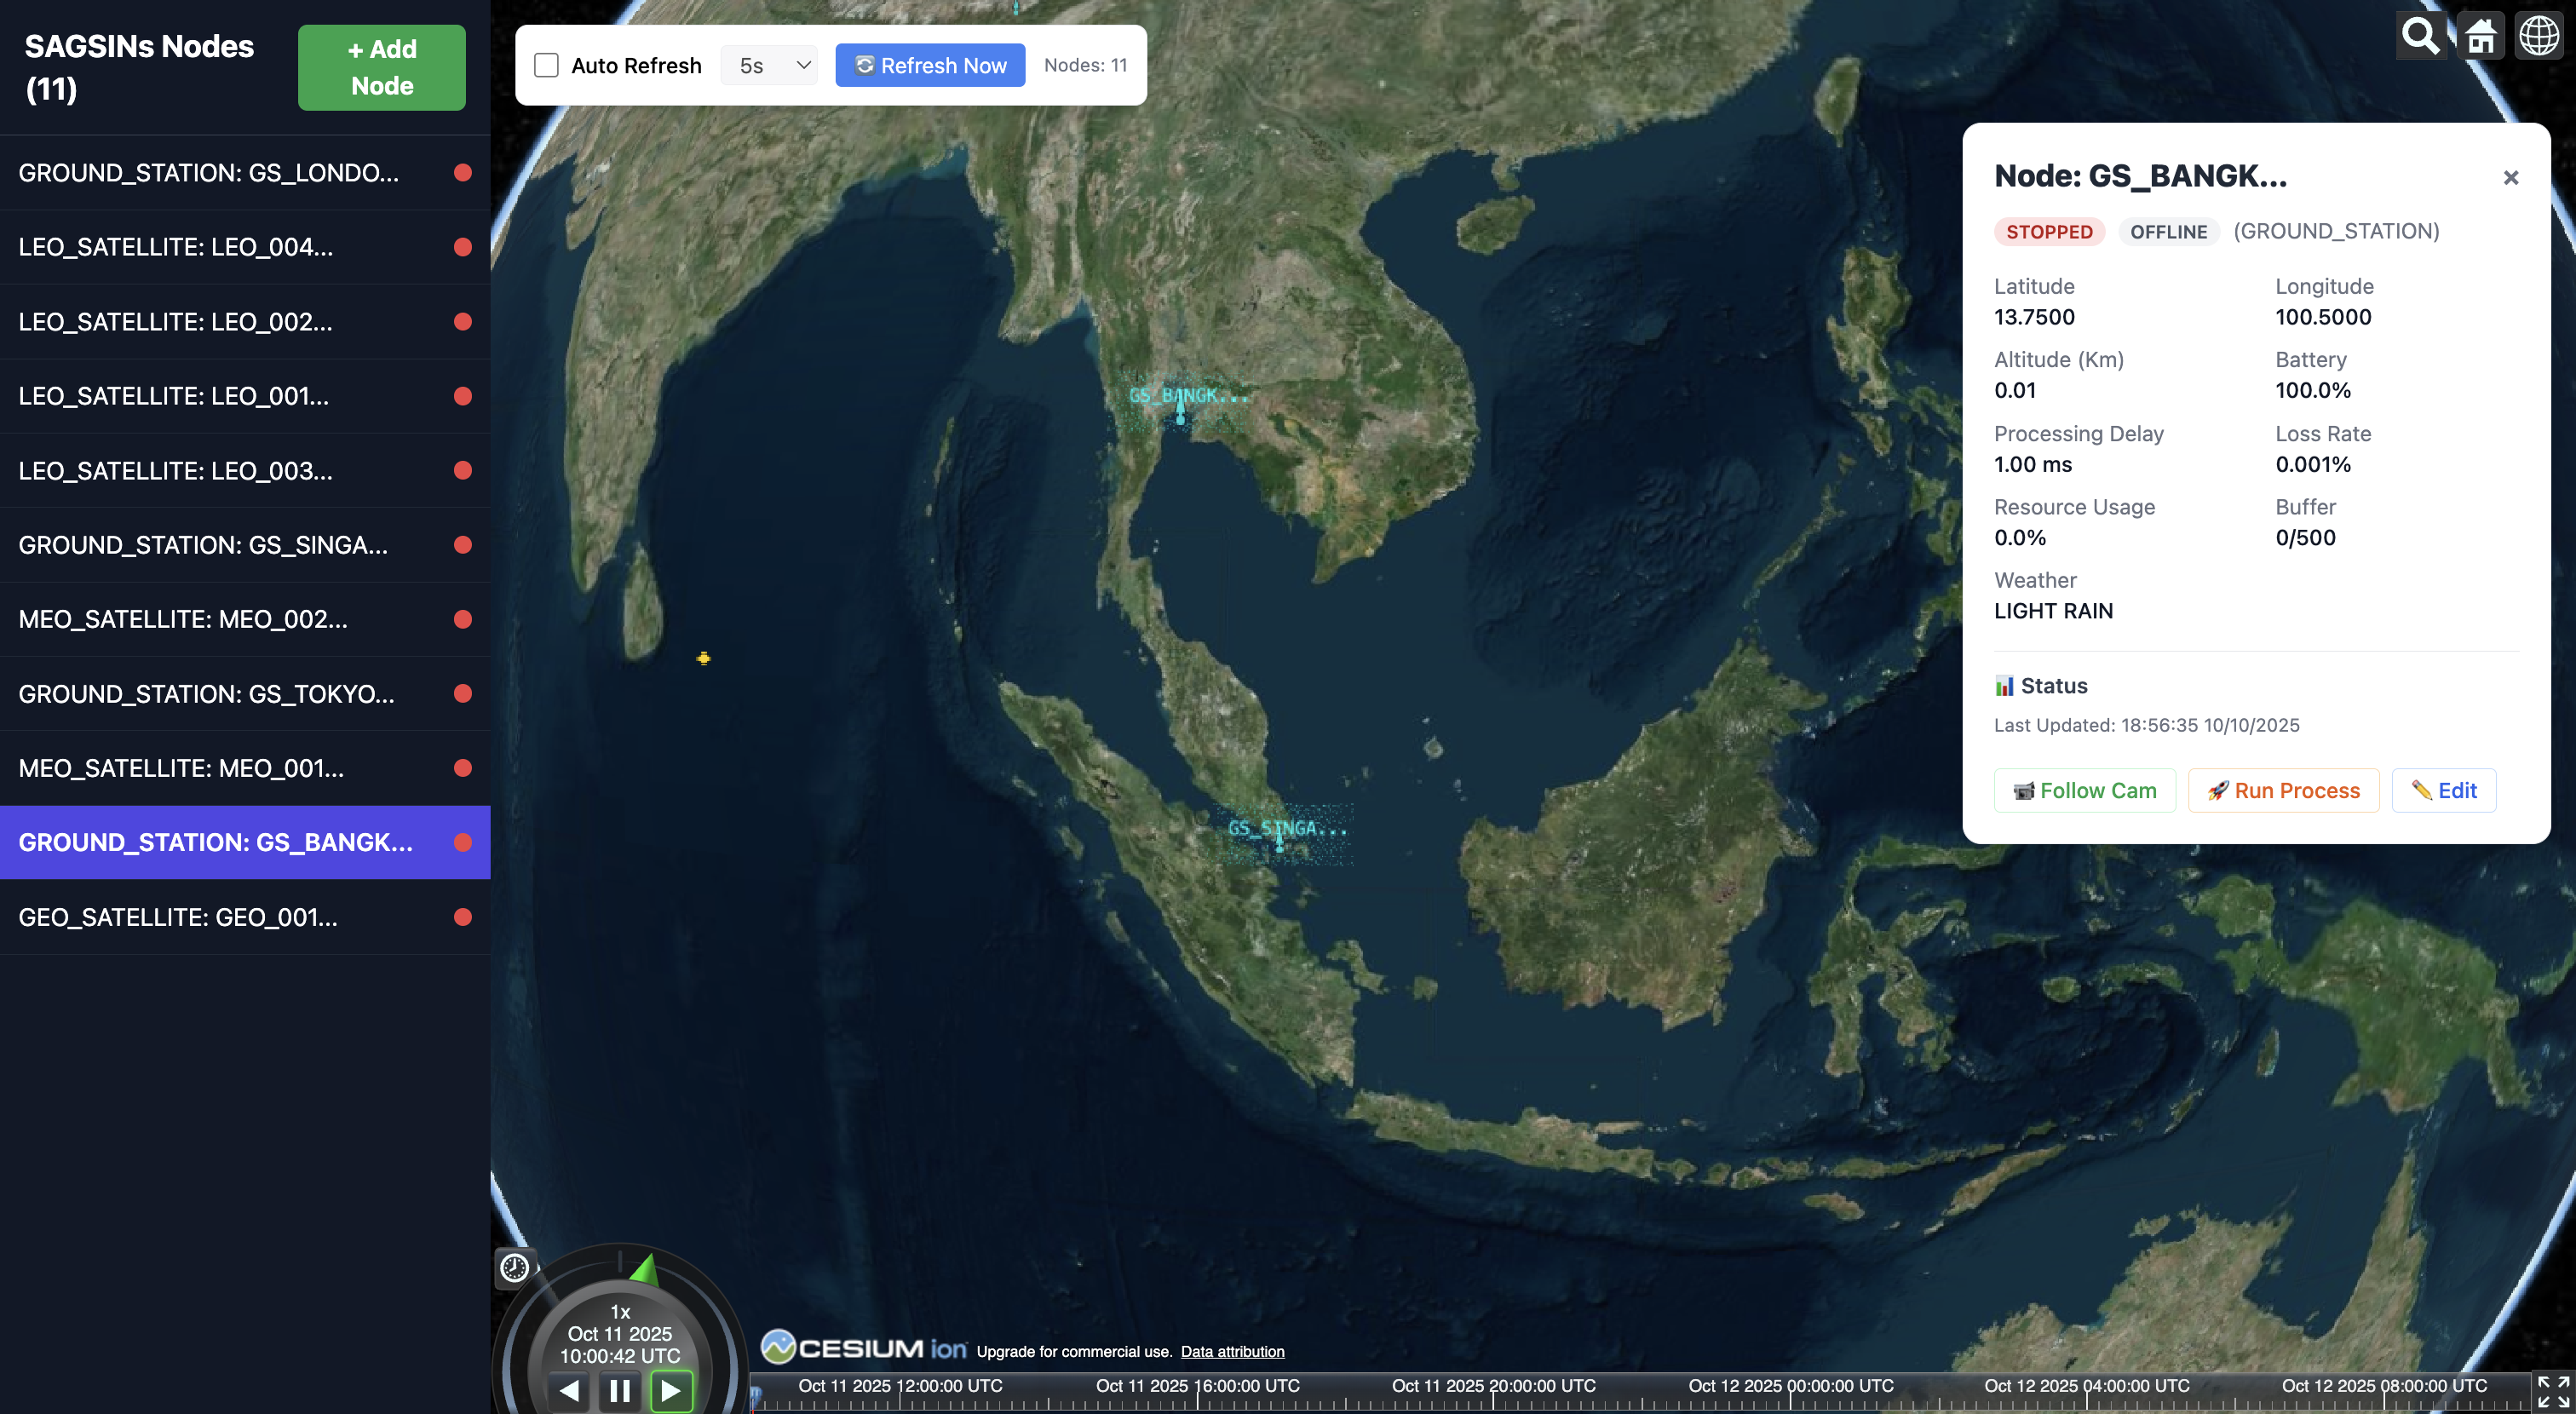 SAGSINs Nodes
(11)
+ Add
Node
GROUND_STATION: GS_LONDO...
LEO_SATELLITE: LEO_004...
LEO_SATELLITE: LEO_002...
LEO_SATELLITE: LEO_001...
LEO_SATELLITE: LEO_003...
GROUND_STATION: GS_SINGA...
MEO_SATELLITE: MEO_002...
GROUND_STATION: GS_TOKYO...
MEO_SATELLITE: MEO_001...
GROUND_STATION: GS_BANGK...
GEO_SATELLITE: GEO_001...
Auto Refresh 5s Refresh Now Nodes: 11
GS_BANGK...
GS_SINGA...
Node: GS_BANGK... ×
STOPPED OFFLINE (GROUND_STATION)
Latitude Longitude
13.7500 100.5000
Altitude (Km) Battery
0.01 100.0%
Processing Delay Loss Rate
1.00 ms 0.001%
Resource Usage Buffer
0.0% 0/500
Weather
LIGHT RAIN
Status
Last Updated: 18:56:35 10/10/2025
Follow Cam Run Process Edit
1x
Oct 11 2025
10:00:42 UTC
CESIUM ion Upgrade for commercial use. Data attribution
Oct 11 2025 12:00:00 UTC Oct 11 2025 16:00:00 UTC Oct 11 2025 20:00:00 UTC Oct 12 2025 00:00:00 UTC Oct 12 2025 04:00:00 UTC Oct 12 2025 08:00:00 UTC